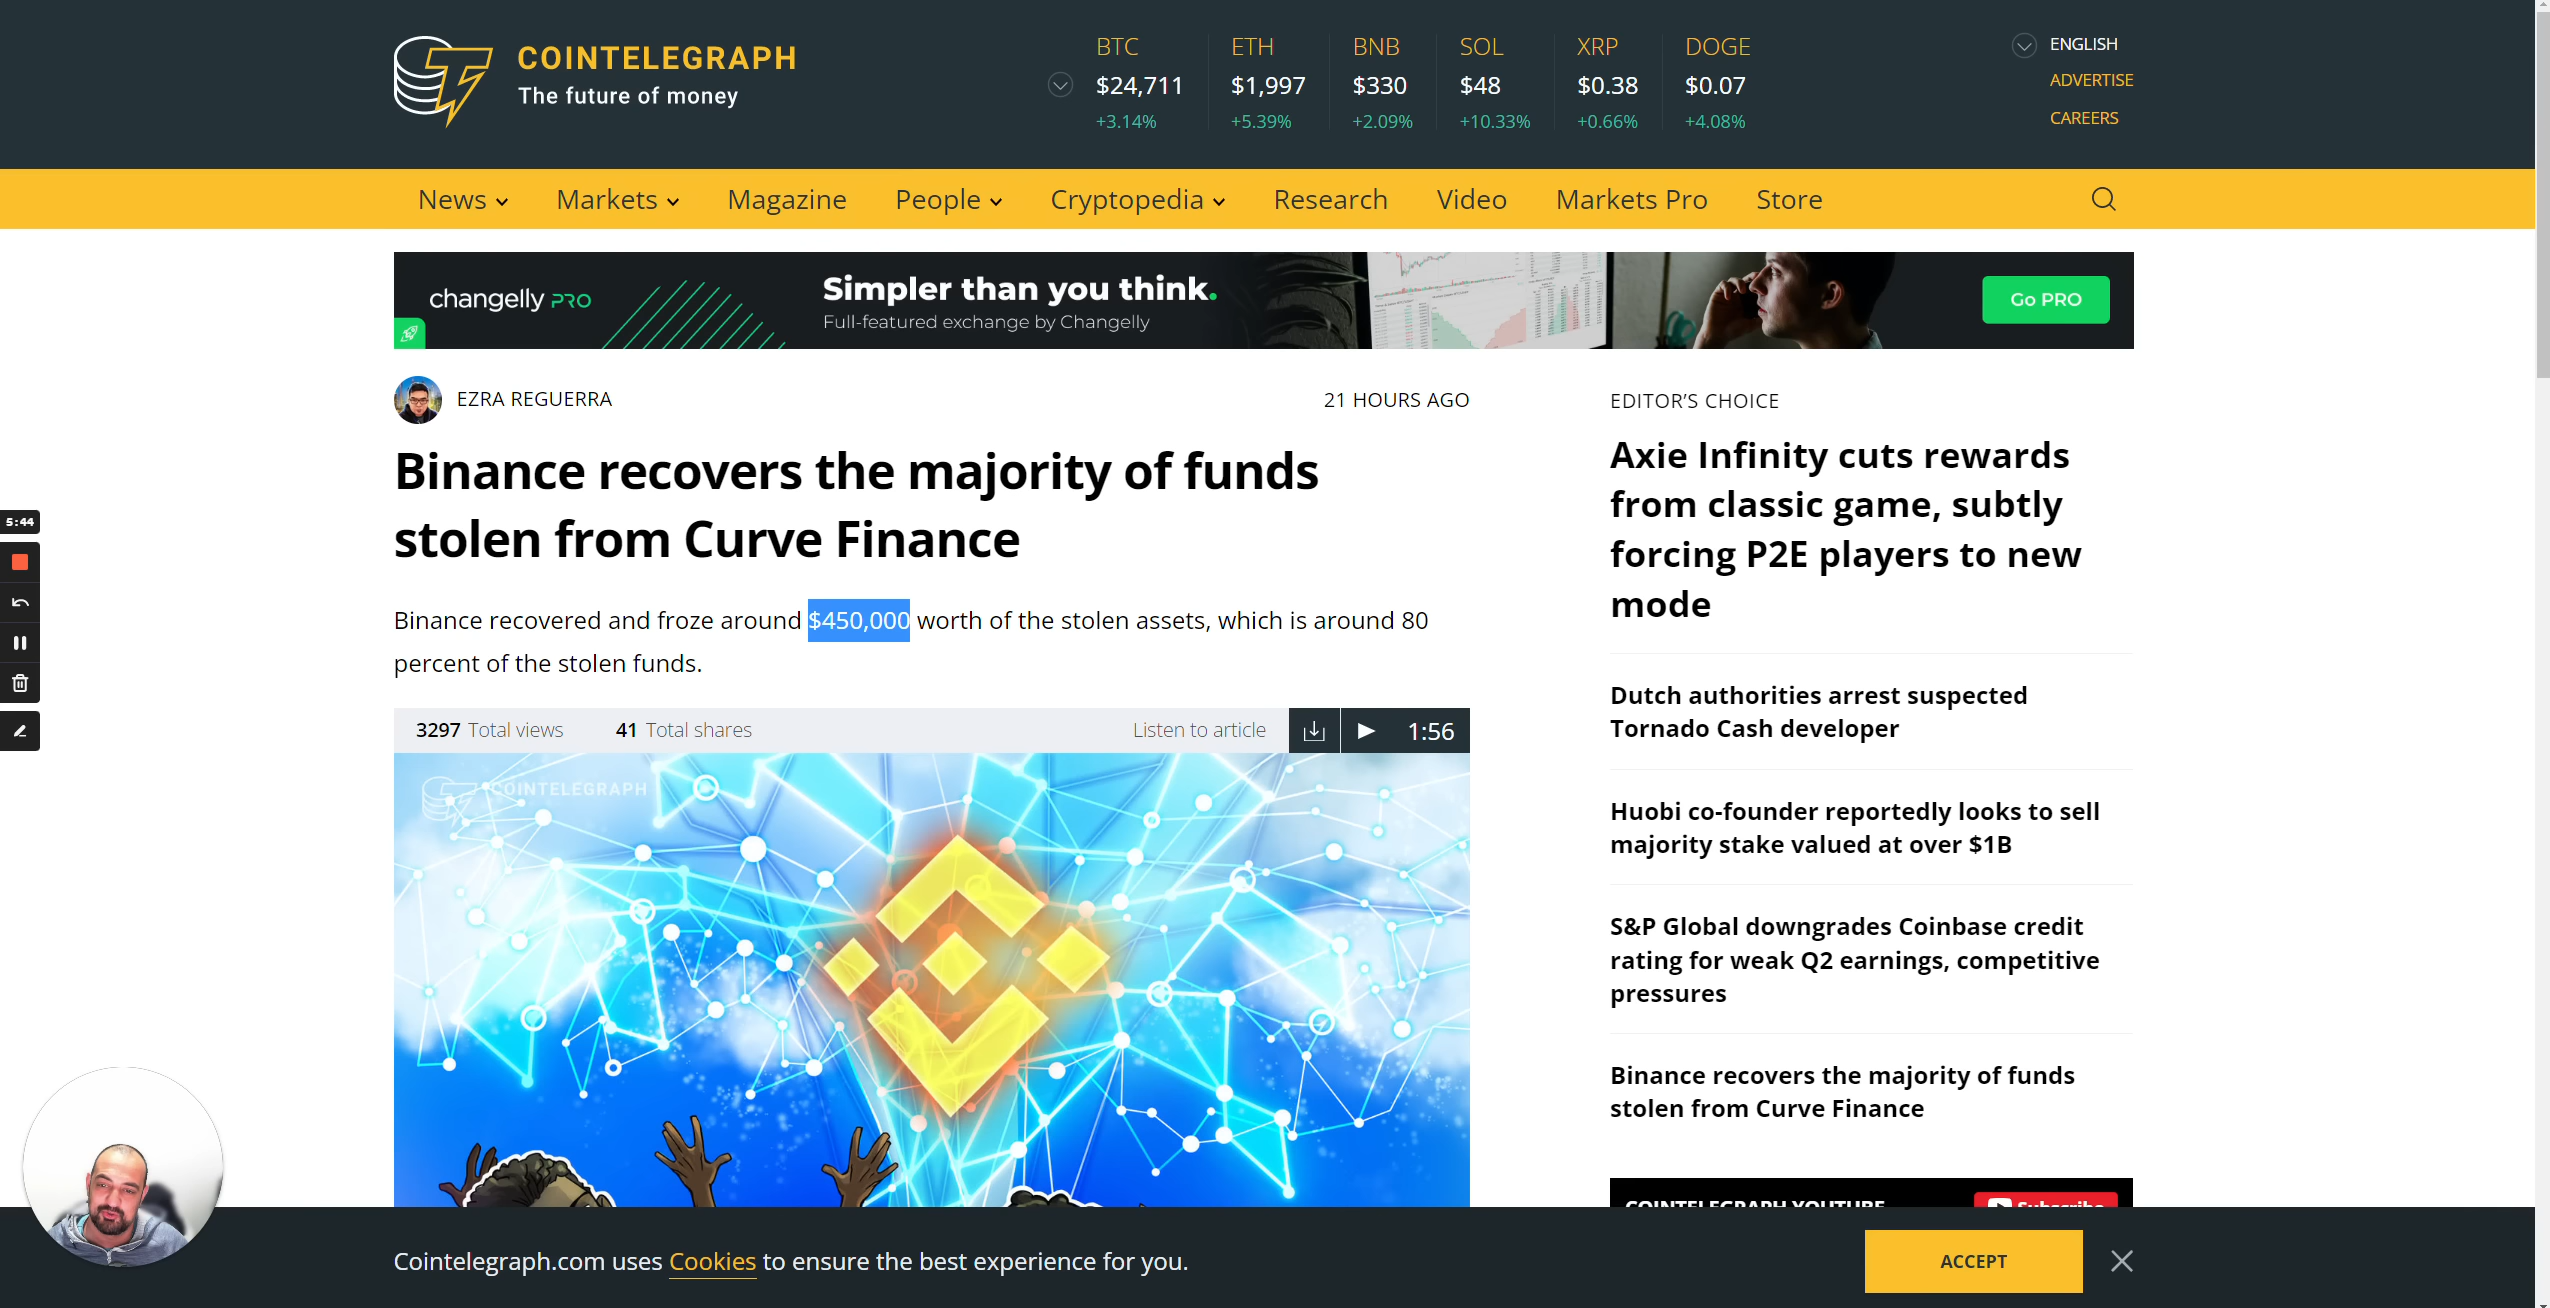 COINTELEGRAPH
The future of money
BTC
$24,711
+3.14%
ETH
$1,997
+5.39%
BNB
$330
+2.09%
SOL
$48
+10.33%
XRP
$0.38
+0.66%
DOGE
$0.07
+4.08%
ENGLISH
ADVERTISE
CAREERS
News
Markets
Magazine
People
Cryptopedia
Research
Video
Markets Pro
Store
changelly PRO
Simpler than you think.
Full-featured exchange by Changelly
Go PRO
EZRA REGUERRA
21 HOURS AGO
Binance recovers the majority of funds
stolen from Curve Finance
Binance recovered and froze around $450,000 worth of the stolen assets, which is around 80
percent of the stolen funds.
3297 Total views
41 Total shares
Listen to article
1:56
COINTELEGRAPH
EDITOR’S CHOICE
Axie Infinity cuts rewards
from classic game, subtly
forcing P2E players to new
mode
Dutch authorities arrest suspected
Tornado Cash developer
Huobi co-founder reportedly looks to sell
majority stake valued at over $1B
S&P Global downgrades Coinbase credit
rating for weak Q2 earnings, competitive
pressures
Binance recovers the majority of funds
stolen from Curve Finance
COINTELEGRAPH YOUTUBE
Subscribe
5:44
Cointelegraph.com uses Cookies to ensure the best experience for you.
ACCEPT